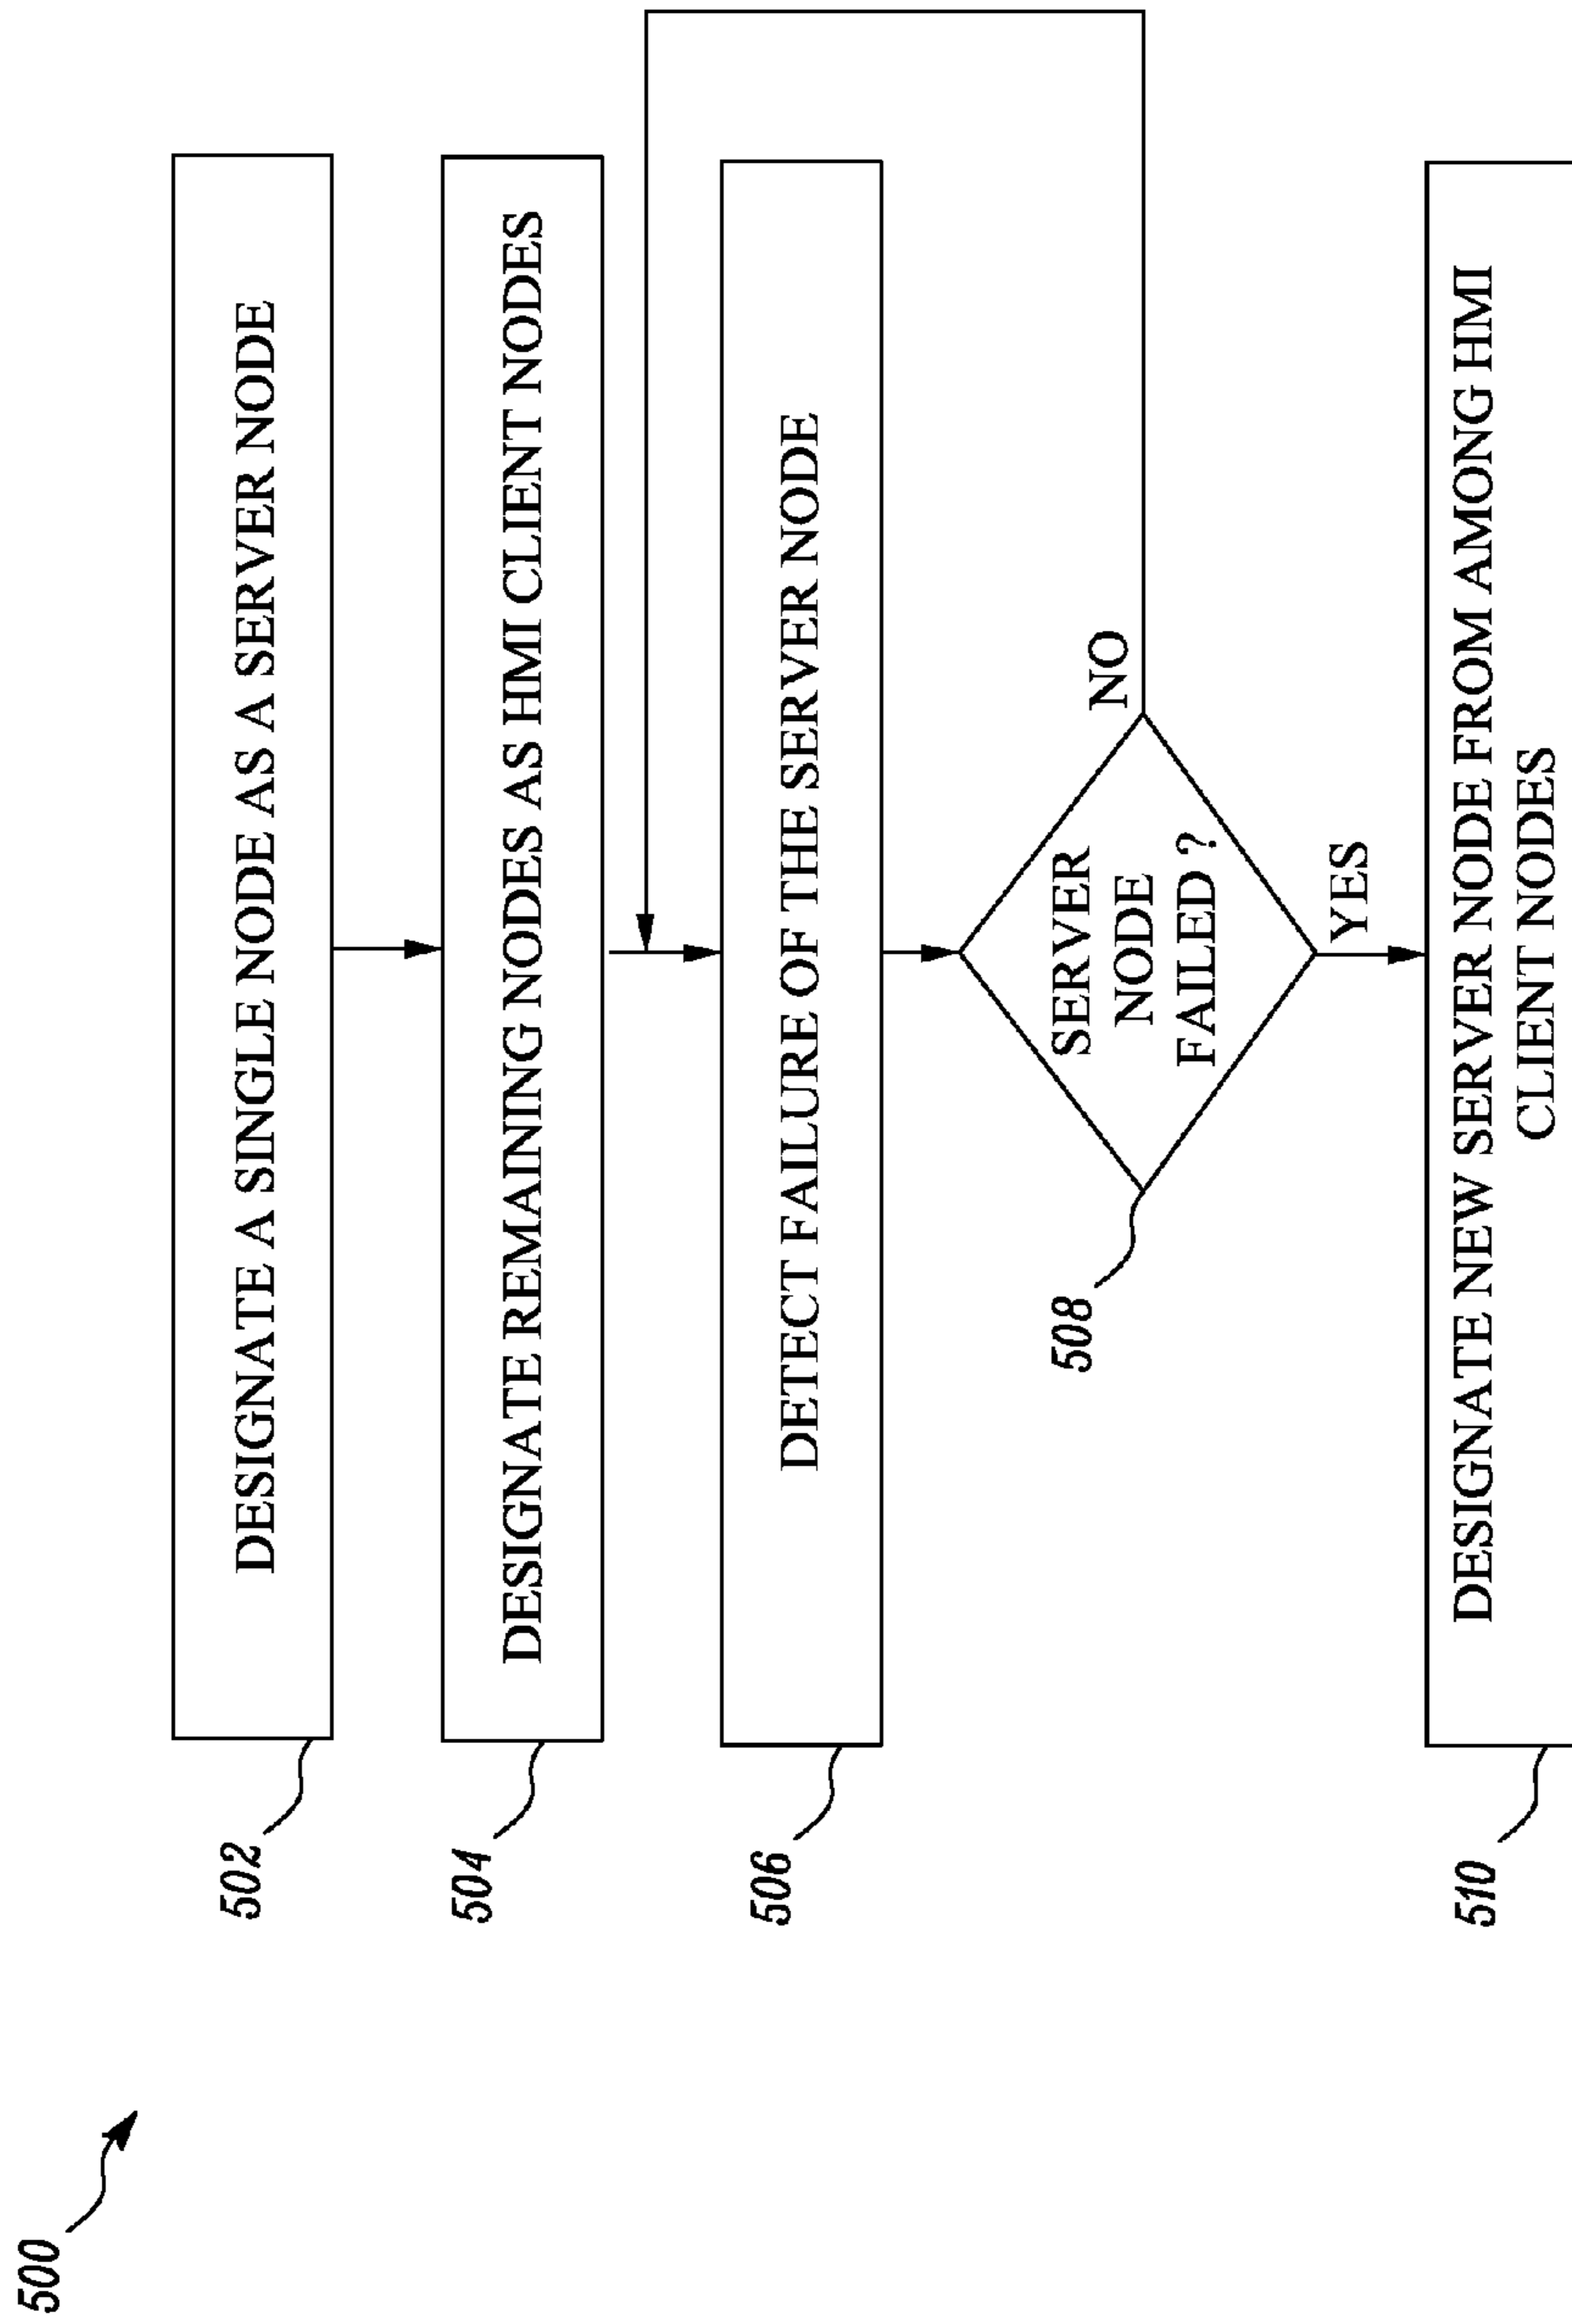 500
502
DESIGNATE A SINGLE NODE AS A SERVER NODE
504
DESIGNATE REMAINING NODES AS HMI CLIENT NODES
506
DETECT FAILURE OF THE SERVER NODE
508
SERVER
NODE
FAILED ?
NO
YES
510
DESIGNATE NEW SERVER NODE FROM AMONG HMI
CLIENT NODES